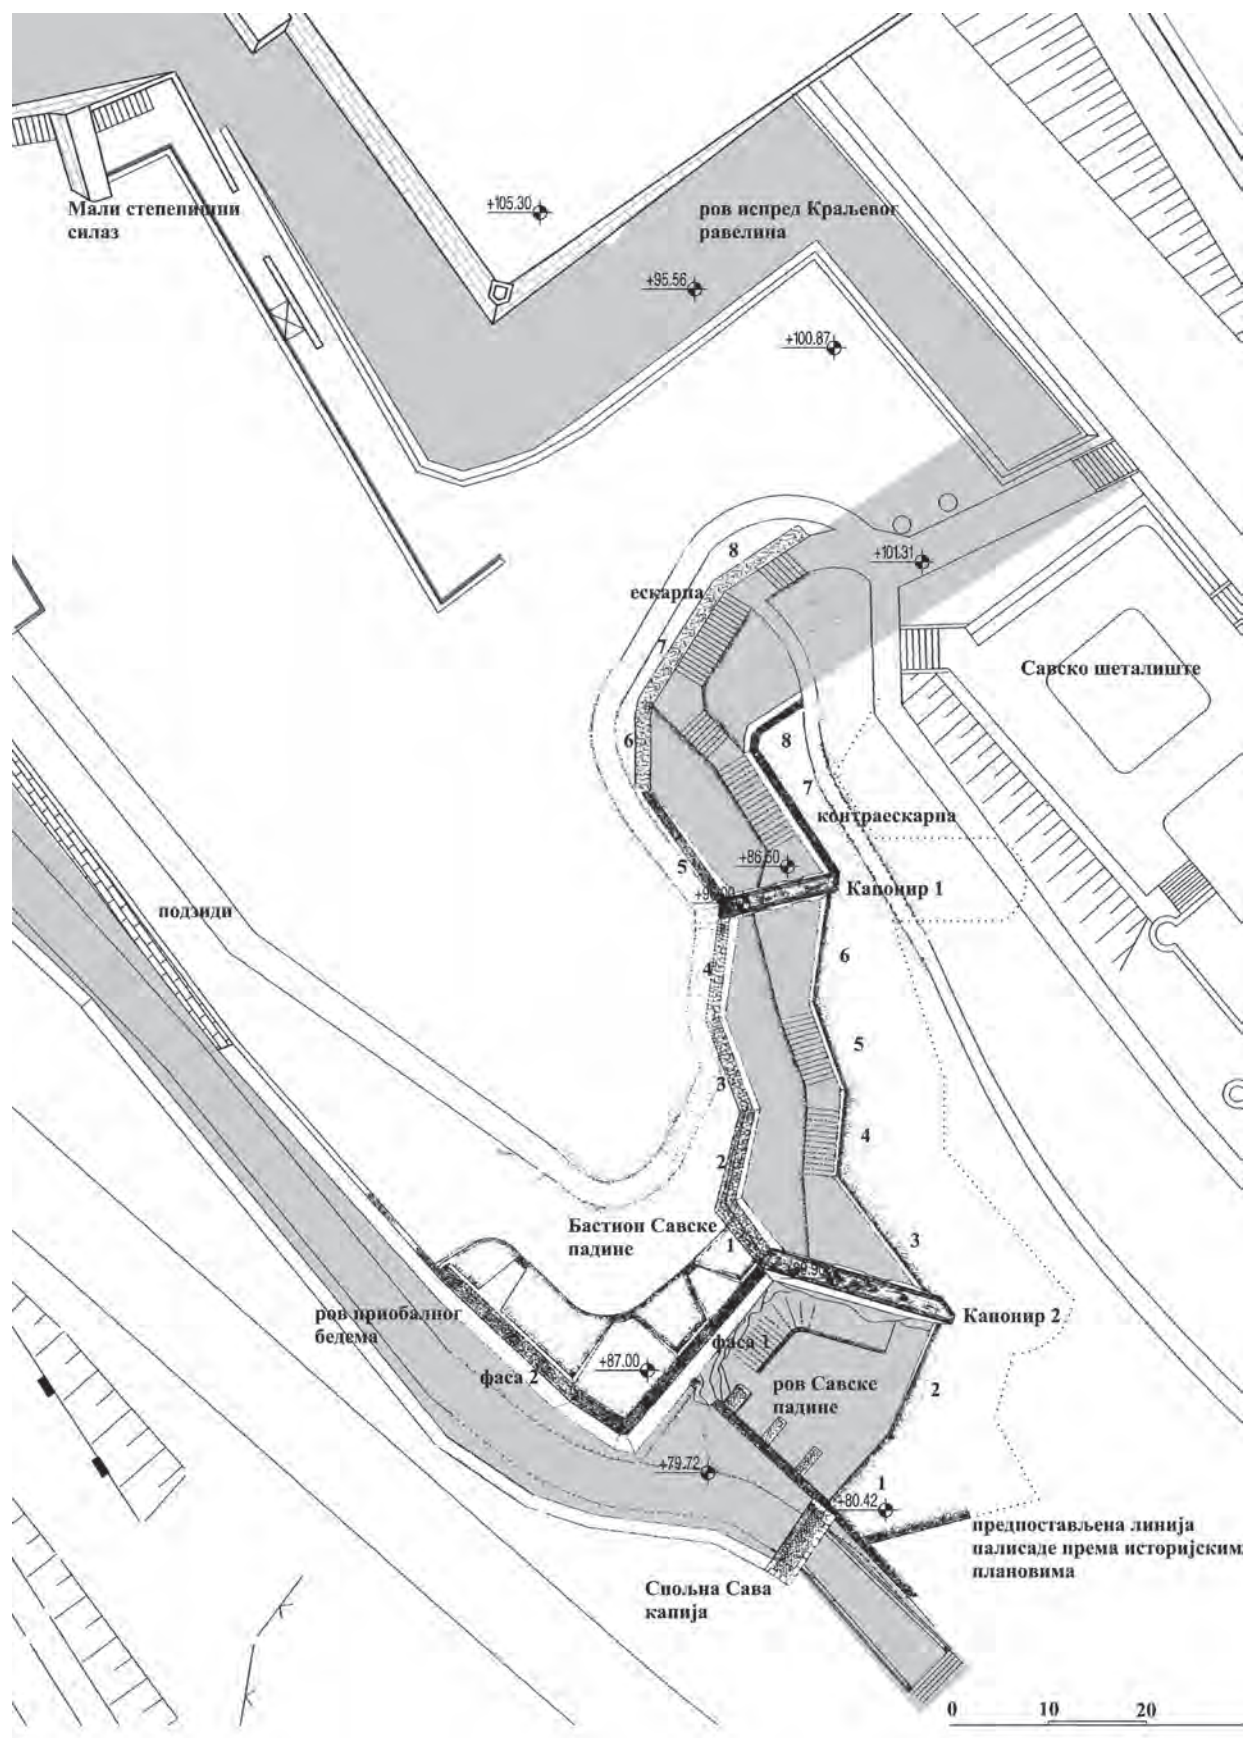 Мали степенишни
силаз
+105.30
ров испред Краљевог
равелина
+95.56
+100.87
8
ескарпа
+101.31
7
Савско шеталиште
6
8
7
контраескарпа
5
+86.60
Капонир 1
подзиди
4
6
3
5
2
4
Бастион Савске
падине
1
3
ров приобалног
бедема
Капонир 2
фаса 1
фаса 2
+87.00
ров Савске
падине
2
+79.72
1
+80.42
предпостављена линија
палисаде према историјским
плановима
Спољна Сава
капија
0 10 20